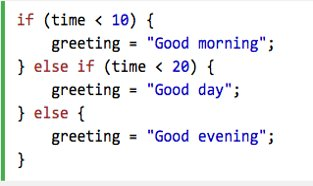 if (time < 10) {
    greeting = "Good morning";
} else if (time < 20) {
    greeting = "Good day";
} else {
    greeting = "Good evening";
}